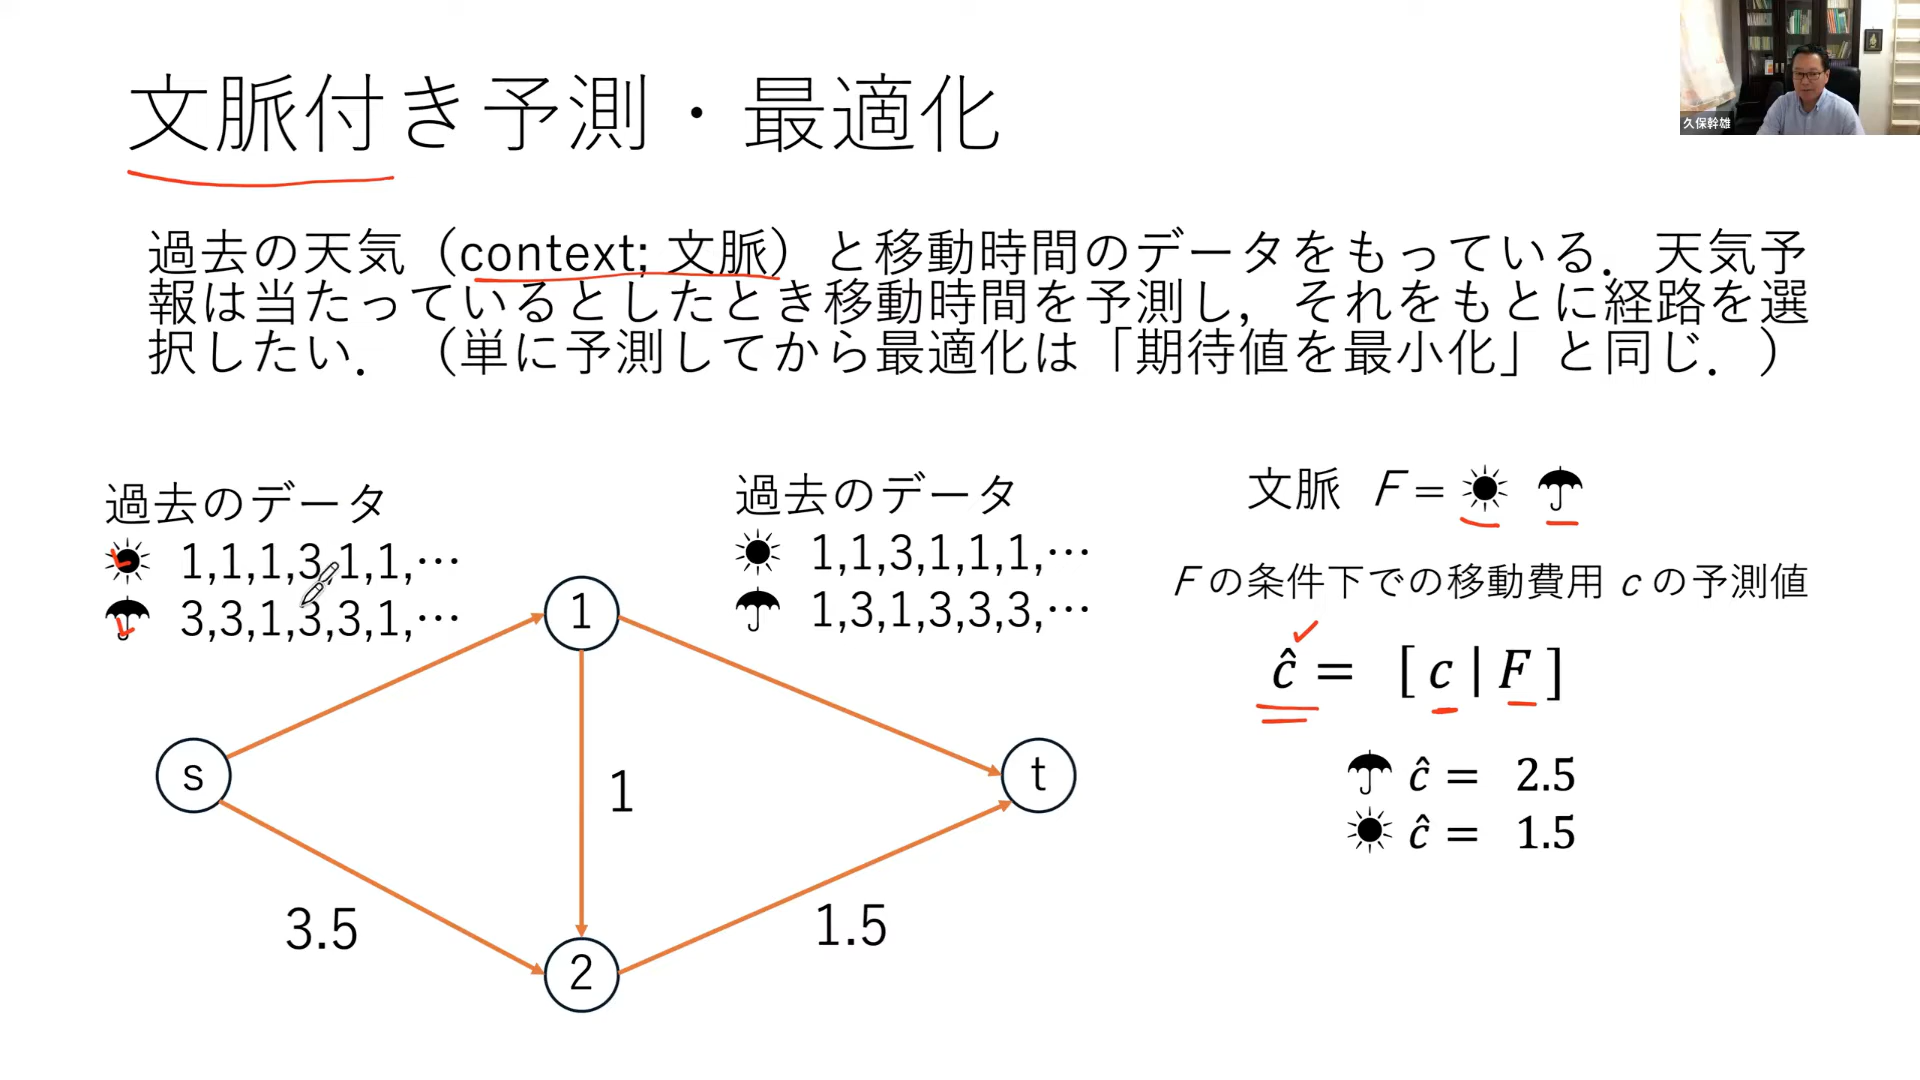 文脈付き予測・最適化
久保幹雄
過去の天気（context; 文脈）と移動時間のデータをもっている．天気予
報は当たっているとしたとき移動時間を予測し，それをもとに経路を選
択したい．（単に予測してから最適化は「期待値を最小化」と同じ．）
過去のデータ
1,1,1,3,1,1,…
3,3,1,3,3,1,…
過去のデータ
1,1,3,1,1,1,…
1,3,1,3,3,3,…
文脈 F =
F の条件下での移動費用 c の予測値
ĉ = [ c | F ]
ĉ = 2.5
ĉ = 1.5
1
s
1
t
3.5
1.5
2